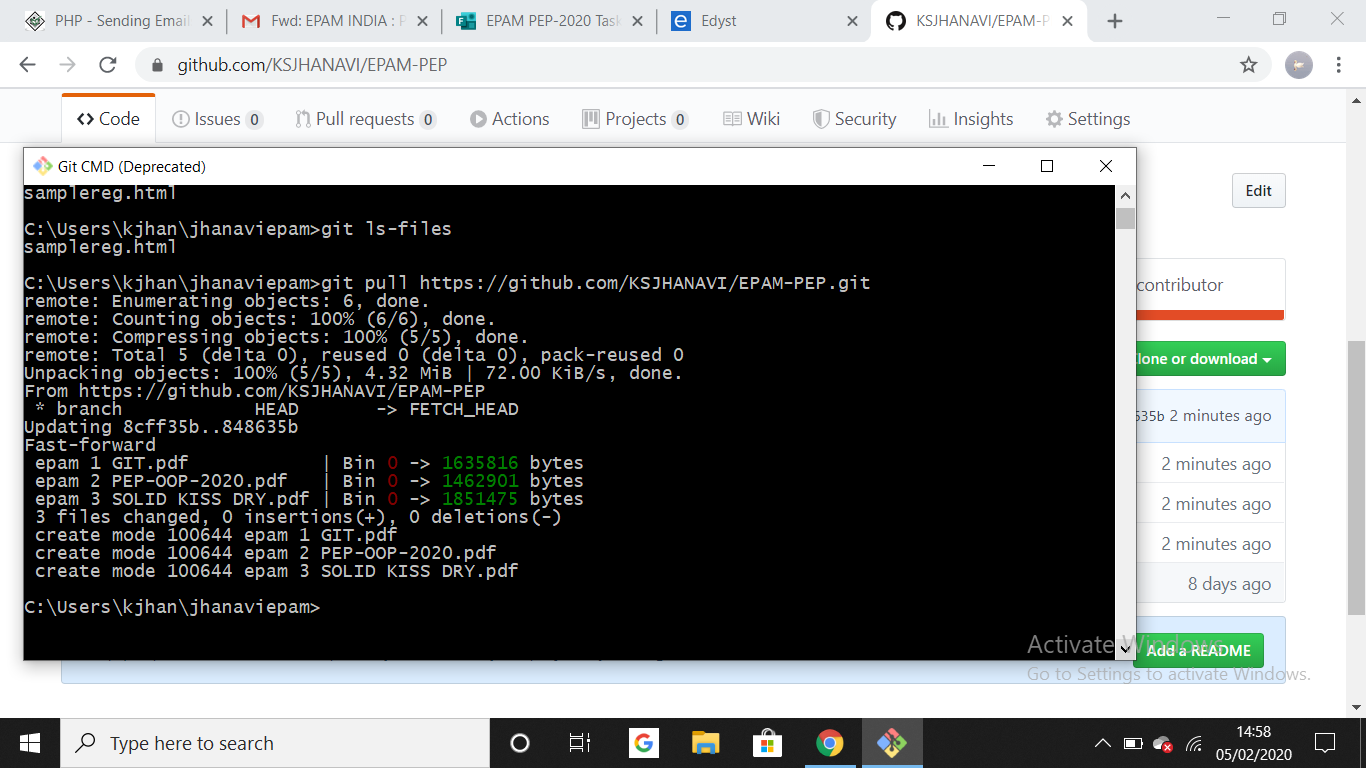 PHP - Sending Email
Fwd: EPAM INDIA : P
EPAM PEP-2020 Task
Edyst
KSJHANAVI/EPAM-P
github.com/KSJHANAVI/EPAM-PEP
Code
Issues 0
Pull requests 0
Actions
Projects 0
Wiki
Security
Insights
Settings
Git CMD (Deprecated)
Edit
samplereg.html
C:\Users\kjhan\jhanaviepam>git ls-files
samplereg.html
C:\Users\kjhan\jhanaviepam>git pull https://github.com/KSJHANAVI/EPAM-PEP.git
remote: Enumerating objects: 6, done.
remote: Counting objects: 100% (6/6), done.
remote: Compressing objects: 100% (5/5), done.
remote: Total 5 (delta 0), reused 0 (delta 0), pack-reused 0
Unpacking objects: 100% (5/5), 4.32 MiB | 72.00 KiB/s, done.
From https://github.com/KSJHANAVI/EPAM-PEP
* branch HEAD -> FETCH_HEAD
Updating 8cff35b..848635b
Fast-forward
epam 1 GIT.pdf | Bin 0 -> 1635816 bytes
epam 2 PEP-OOP-2020.pdf | Bin 0 -> 1462901 bytes
epam 3 SOLID KISS DRY.pdf | Bin 0 -> 1851475 bytes
3 files changed, 0 insertions(+), 0 deletions(-)
create mode 100644 epam 1 GIT.pdf
create mode 100644 epam 2 PEP-OOP-2020.pdf
create mode 100644 epam 3 SOLID KISS DRY.pdf
C:\Users\kjhan\jhanaviepam>
contributor
lone or download
635b 2 minutes ago
2 minutes ago
2 minutes ago
2 minutes ago
8 days ago
Add a README
Activate Windows
Go to Settings to activate Windows.
Type here to search
14:58
05/02/2020